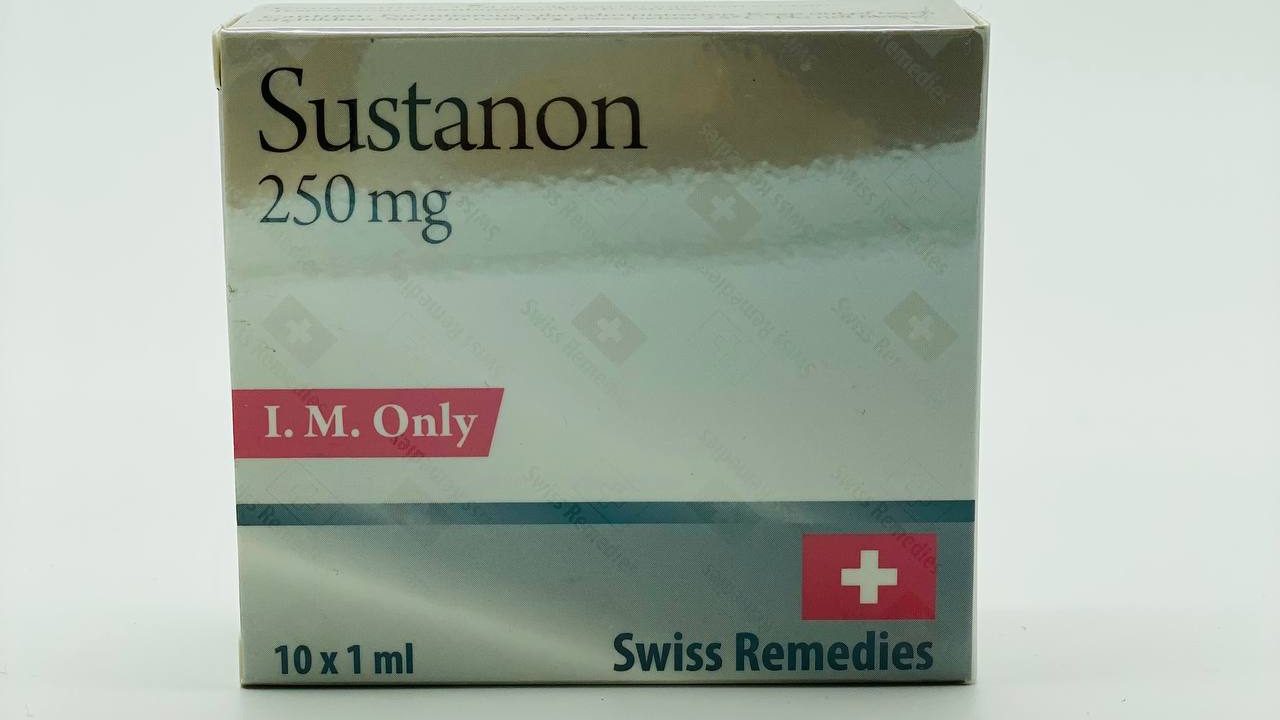 Sustanon
250 mg
I. M. Only
10 x 1 ml
Swiss Remedies